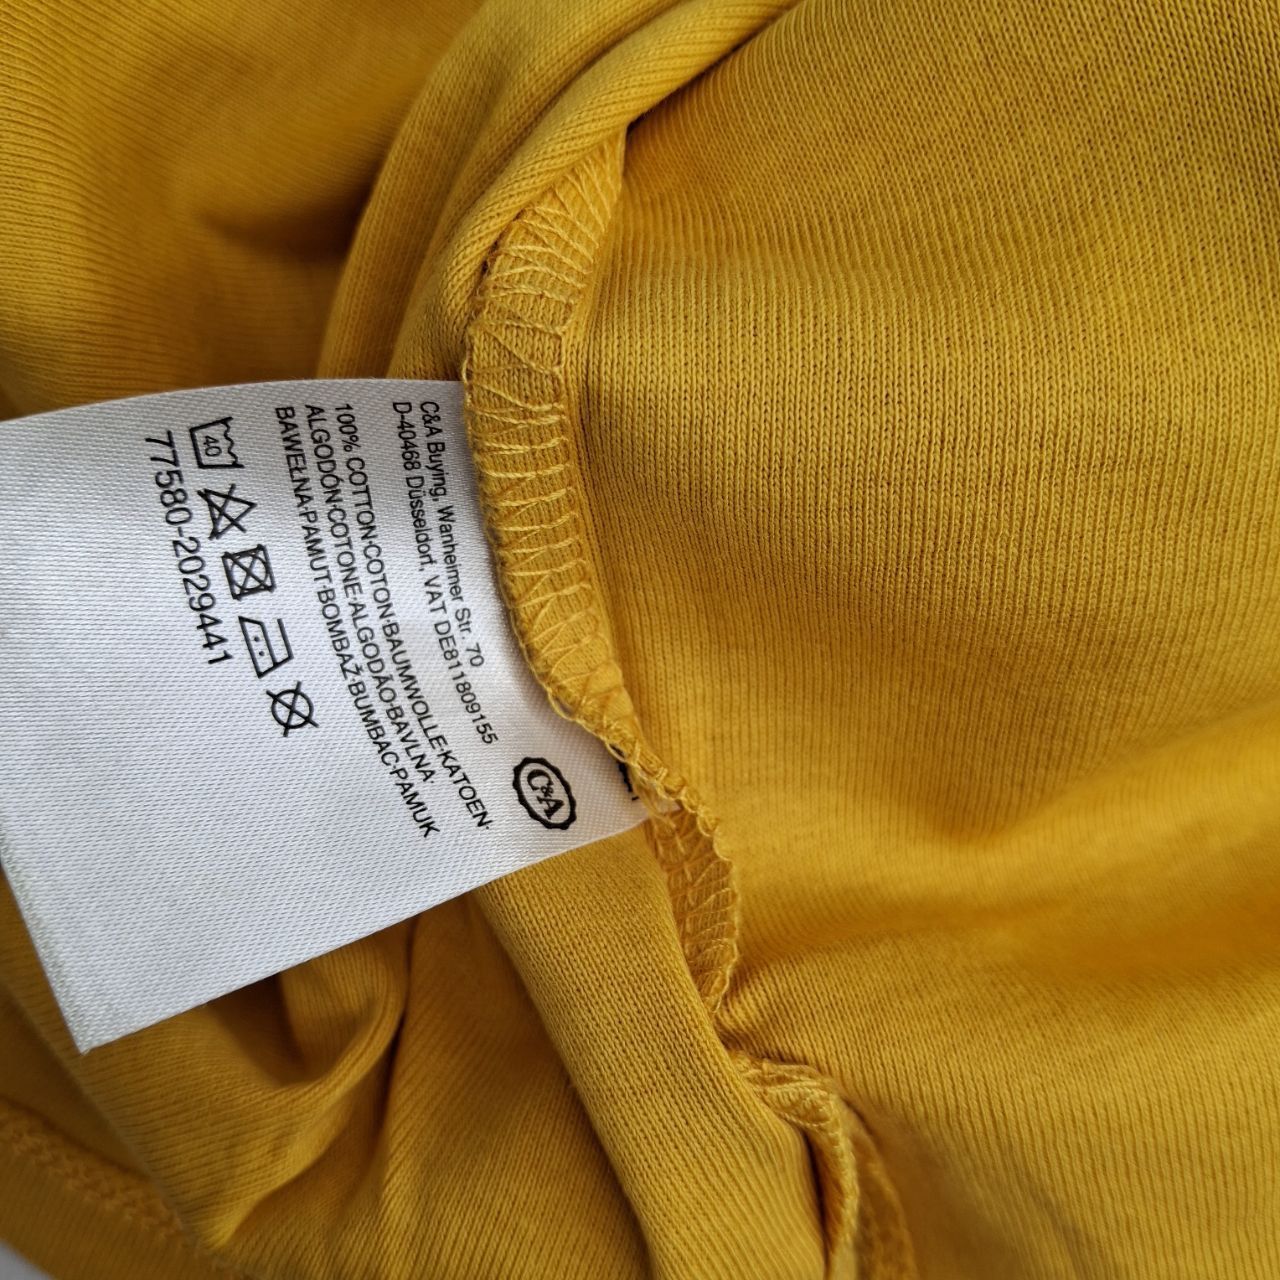 C&A
C&A Buying, Wanheimer Str. 70
D-40468 Düsseldorf, VAT DE811809155
100% COTTON·COTON·BAUMWOLLE·KATOEN·
ALGODÓN·COTONE·ALGODÃO·BAVLNA·
BAWEŁNA·PAMUT·BOMBAŽ·BUMBAC·PAMUK
40
77580-2029441